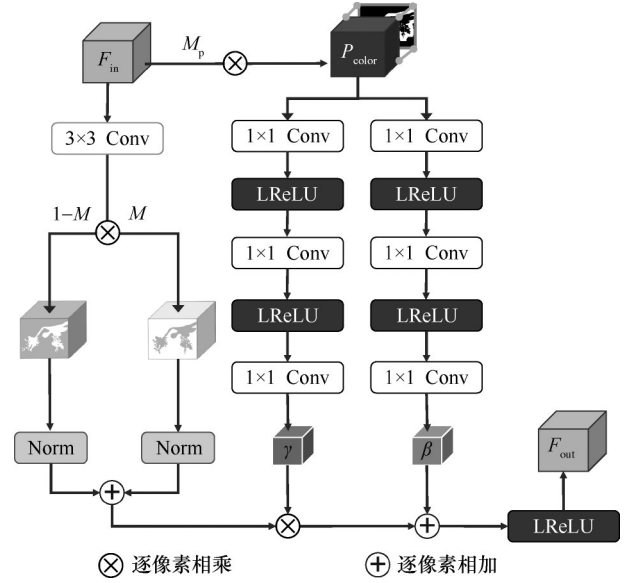 F_in
M_p
P_color
3×3 Conv
1×1 Conv
1×1 Conv
LReLU
LReLU
1−M
M
1×1 Conv
1×1 Conv
LReLU
LReLU
1×1 Conv
1×1 Conv
Norm
Norm
γ
β
F_out
LReLU
逐像素相乘
逐像素相加